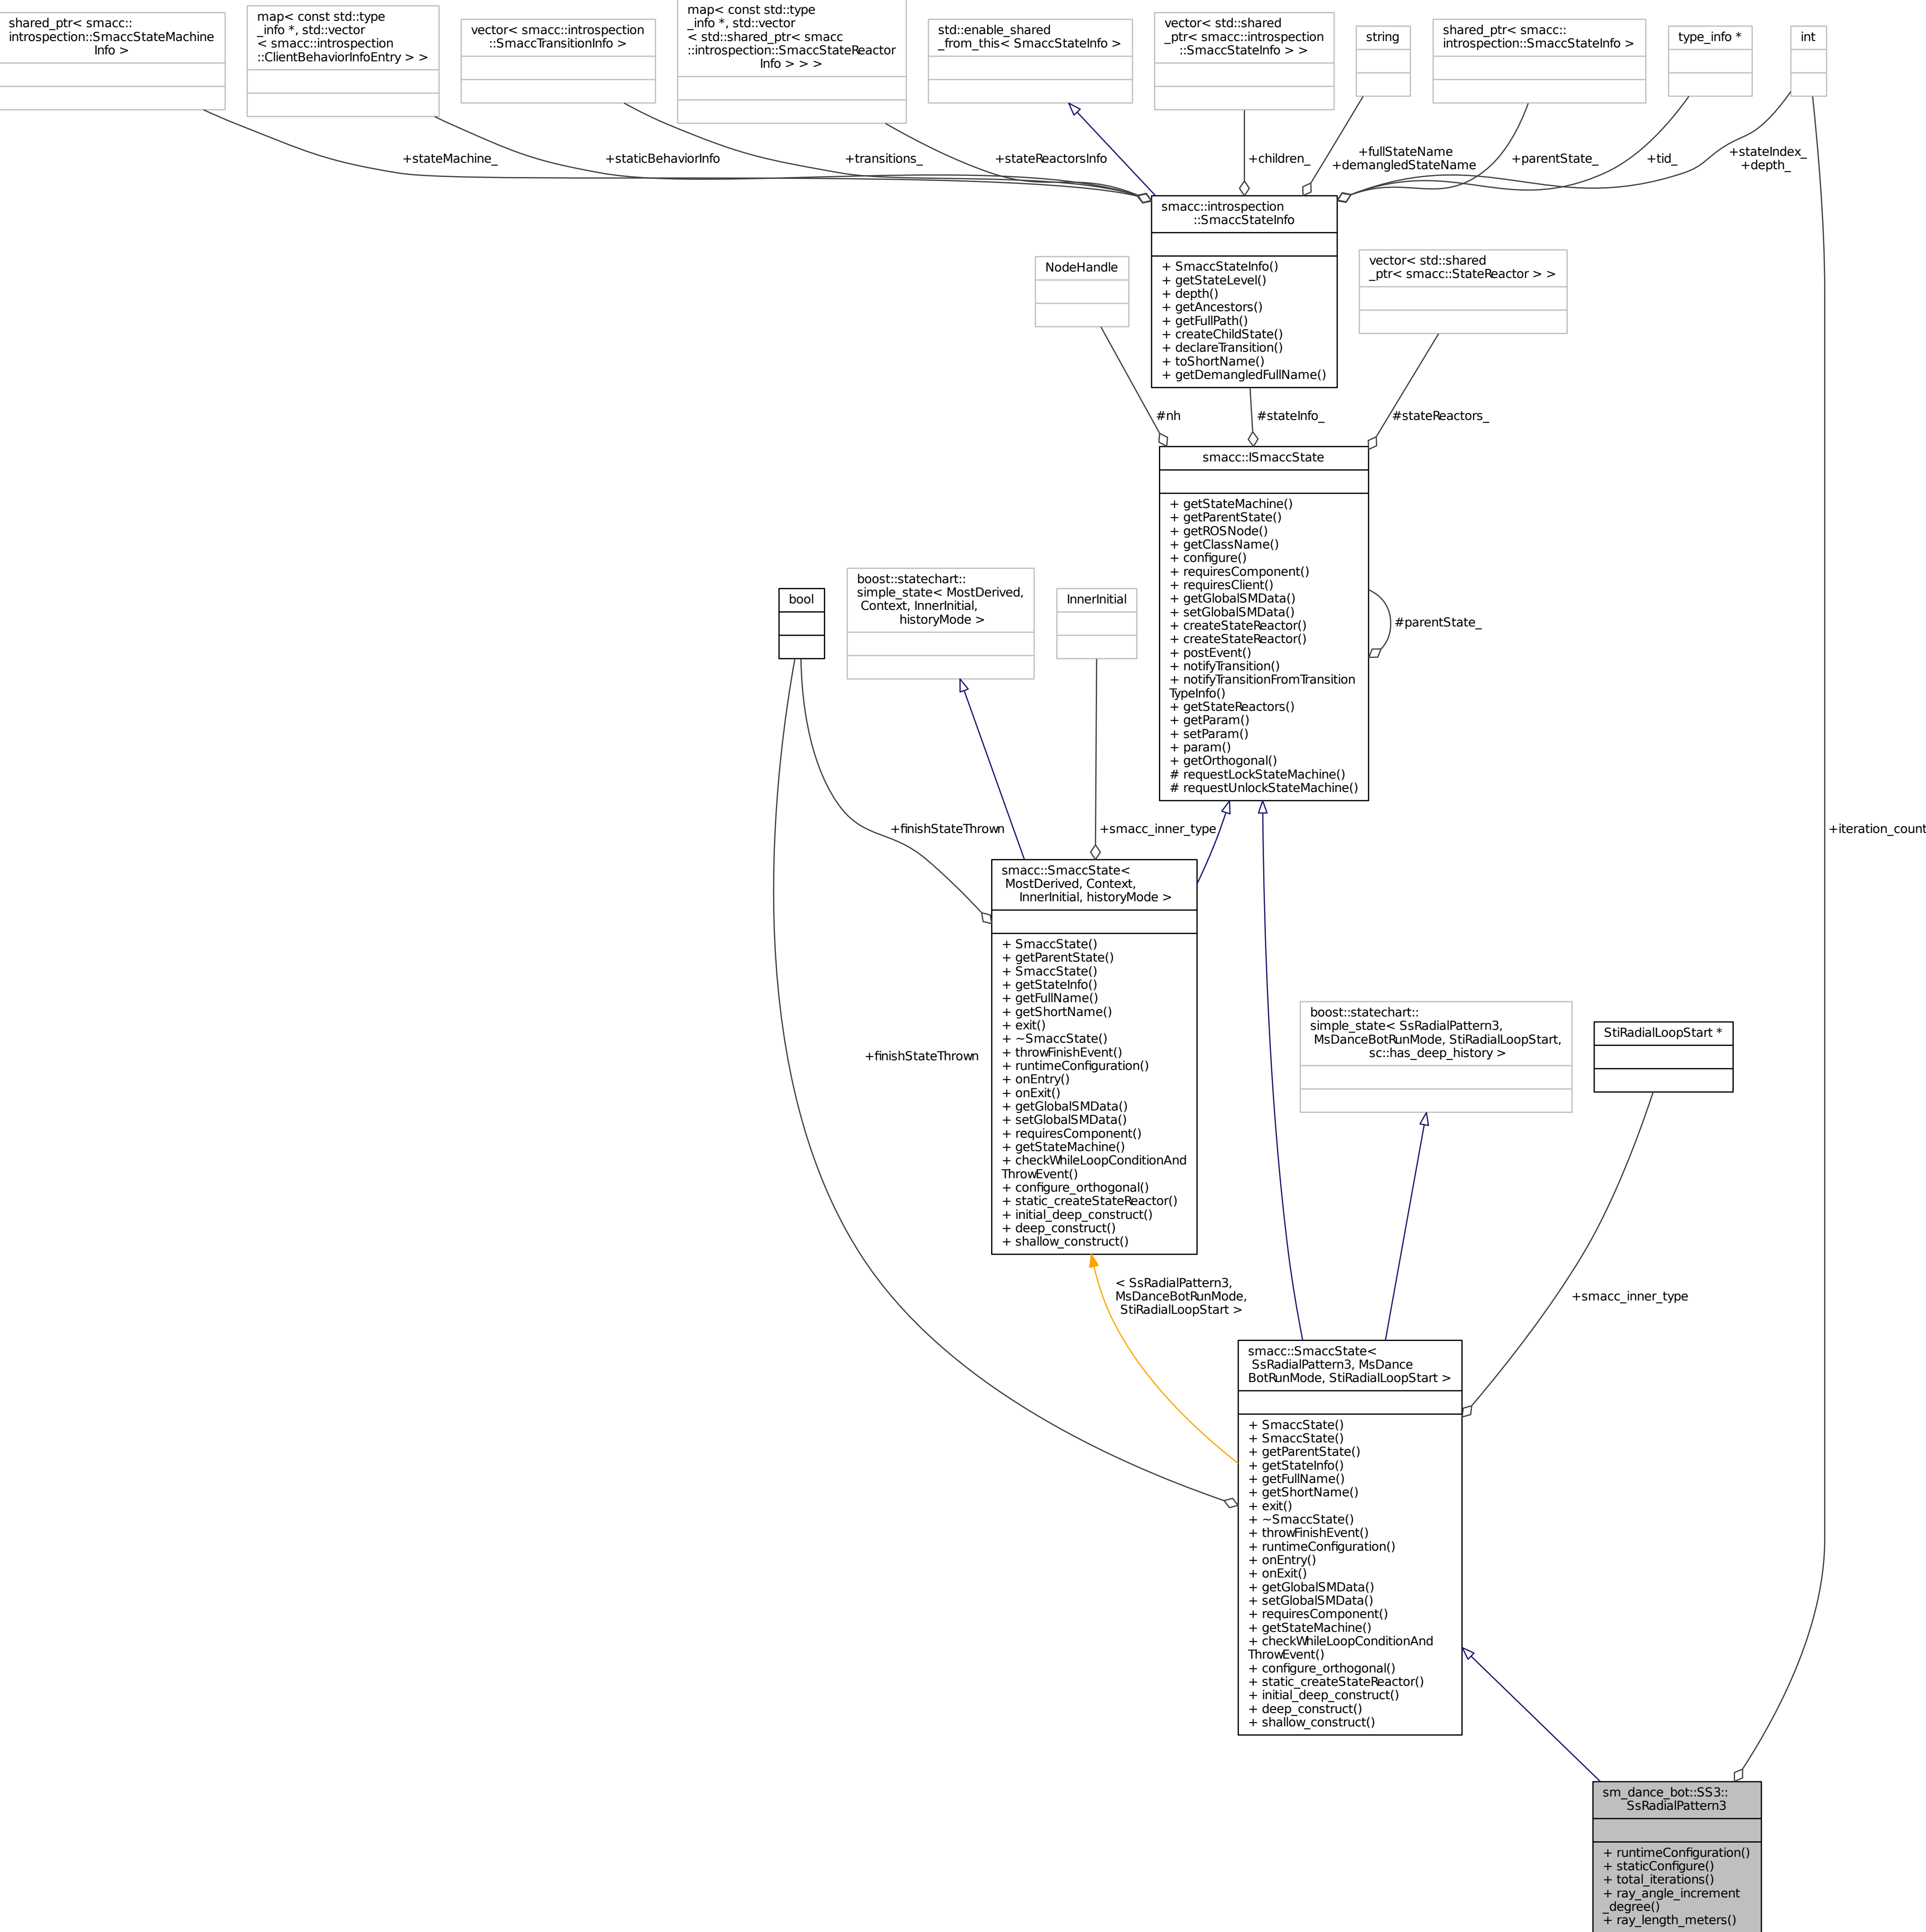 shared_ptr< smacc::
introspection::SmaccStateMachine
Info >
map< const std::type
_info *, std::vector
< smacc::introspection
::ClientBehaviorInfoEntry > >
vector< smacc::introspection
::SmaccTransitionInfo >
map< const std::type
_info *, std::vector
< std::shared_ptr< smacc
::introspection::SmaccStateReactor
Info > > >
std::enable_shared
_from_this< SmaccStateInfo >
vector< std::shared
_ptr< smacc::introspection
::SmaccStateInfo > >
string
shared_ptr< smacc::
introspection::SmaccStateInfo >
type_info *
int
+stateMachine_
+staticBehaviorInfo
+transitions_
+stateReactorsInfo
+children_
+fullStateName
+demangledStateName
+parentState_
+tid_
+stateIndex_
+depth_
smacc::introspection
::SmaccStateInfo
+ SmaccStateInfo()
+ getStateLevel()
+ depth()
+ getAncestors()
+ getFullPath()
+ createChildState()
+ declareTransition()
+ toShortName()
+ getDemangledFullName()
NodeHandle
vector< std::shared
_ptr< smacc::StateReactor > >
#nh
#stateInfo_
#stateReactors_
smacc::ISmaccState
+ getStateMachine()
+ getParentState()
+ getROSNode()
+ getClassName()
+ configure()
+ requiresComponent()
+ requiresClient()
+ getGlobalSMData()
+ setGlobalSMData()
+ createStateReactor()
+ createStateReactor()
+ postEvent()
+ notifyTransition()
+ notifyTransitionFromTransition
TypeInfo()
+ getStateReactors()
+ getParam()
+ setParam()
+ param()
+ getOrthogonal()
# requestLockStateMachine()
# requestUnlockStateMachine()
#parentState_
bool
boost::statechart::
simple_state< MostDerived,
Context, InnerInitial,
historyMode >
InnerInitial
+finishStateThrown
+smacc_inner_type
+iteration_count
smacc::SmaccState<
MostDerived, Context,
InnerInitial, historyMode >
+ SmaccState()
+ getParentState()
+ SmaccState()
+ getStateInfo()
+ getFullName()
+ getShortName()
+ exit()
+ ~SmaccState()
+ throwFinishEvent()
+ runtimeConfiguration()
+ onEntry()
+ onExit()
+ getGlobalSMData()
+ setGlobalSMData()
+ requiresComponent()
+ getStateMachine()
+ checkWhileLoopConditionAnd
ThrowEvent()
+ configure_orthogonal()
+ static_createStateReactor()
+ initial_deep_construct()
+ deep_construct()
+ shallow_construct()
+finishStateThrown
boost::statechart::
simple_state< SsRadialPattern3,
MsDanceBotRunMode, StiRadialLoopStart,
sc::has_deep_history >
StiRadialLoopStart *
< SsRadialPattern3,
MsDanceBotRunMode,
StiRadialLoopStart >
+smacc_inner_type
smacc::SmaccState<
SsRadialPattern3, MsDance
BotRunMode, StiRadialLoopStart >
+ SmaccState()
+ SmaccState()
+ getParentState()
+ getStateInfo()
+ getFullName()
+ getShortName()
+ exit()
+ ~SmaccState()
+ throwFinishEvent()
+ runtimeConfiguration()
+ onEntry()
+ onExit()
+ getGlobalSMData()
+ setGlobalSMData()
+ requiresComponent()
+ getStateMachine()
+ checkWhileLoopConditionAnd
ThrowEvent()
+ configure_orthogonal()
+ static_createStateReactor()
+ initial_deep_construct()
+ deep_construct()
+ shallow_construct()
sm_dance_bot::SS3::
SsRadialPattern3
+ runtimeConfiguration()
+ staticConfigure()
+ total_iterations()
+ ray_angle_increment
_degree()
+ ray_length_meters()